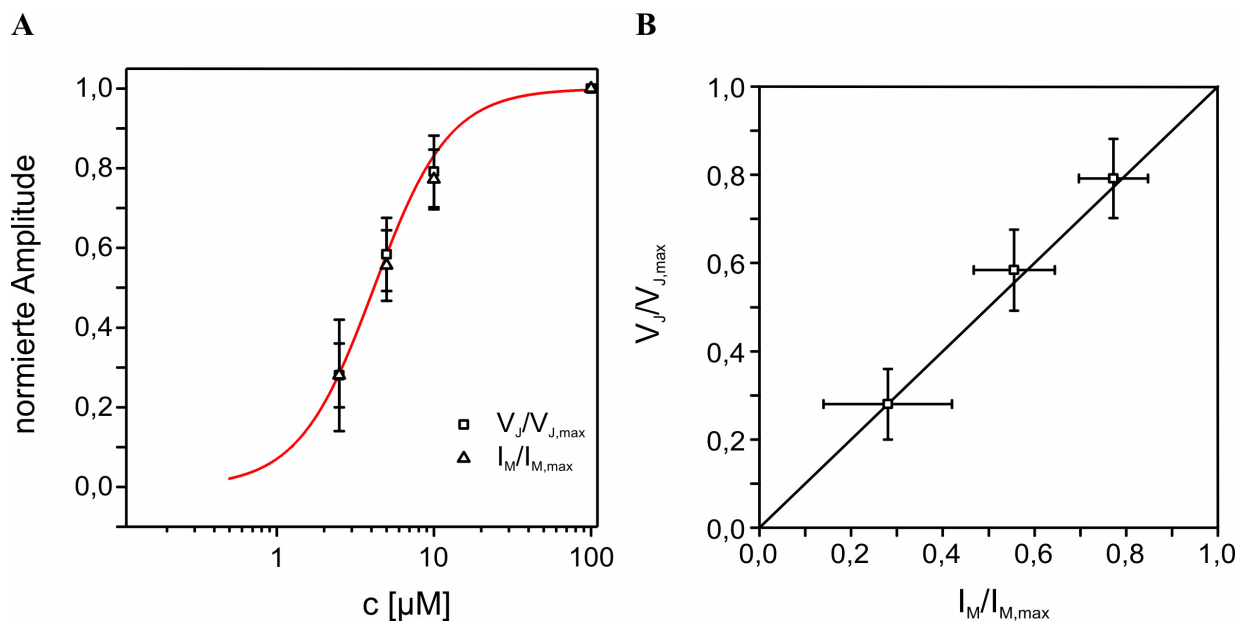 A
B
normierte Amplitude
1,0
0,8
0,6
0,4
0,2
0,0
V_J/V_J,max
I_M/I_M,max
1
10
100
c [µM]
V_J/V_J,max
1,0
0,8
0,6
0,4
0,2
0,0
0,0 0,2 0,4 0,6 0,8 1,0
I_M/I_M,max